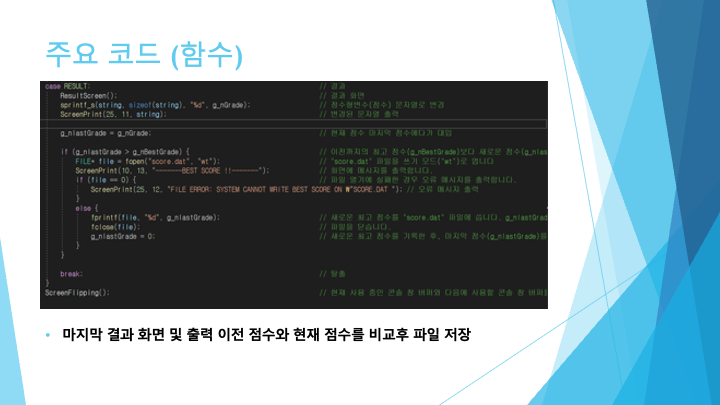 주요 코드 (함수)
case RESULT: // 결과
ResultScreen(); // 결과 화면
sprintf_s(string, sizeof(string), "%d", g_nGrade); // 정수형변수(점수) 문자열로 변경
ScreenPrint(25, 11, string); // 변경된 문자열 출력
g_nlastGrade = g_nGrade; // 현재 점수 마지막 점수에다가 대입
if (g_nlastGrade > g_nBestGrade) { // 이전까지의 최고 점수(g_nBestGrade)보다 새로운 점수(g_nlas
FILE* file = fopen("score.dat", "wt"); // "score.dat" 파일을 쓰기 모드("wt")로 엽니다
ScreenPrint(10, 13, "-------BEST SCORE !!-------"); // 화면에 메시지를 출력합니다.
if (file == 0) { // 파일 열기에 실패한 경우 오류 메시지를 출력합니다.
ScreenPrint(25, 12, "FILE ERROR: SYSTEM CANNOT WRITE BEST SCORE ON ₩"SCORE.DAT "); // 오류 메시지 출력
}
else {
fprintf(file, "%d", g_nlastGrade); // 새로운 최고 점수를 "score.dat" 파일에 씁니다. g_nlastGrad
fclose(file); // 파일을 닫습니다.
g_nlastGrade = 0; // 새로운 최고 점수를 기록한 후, 마지막 점수(g_nlastGrade)를
}
}
break; // 탈출
}
ScreenFlipping(); // 현재 사용 중인 콘솔 창 버퍼와 다음에 사용할 콘솔 창 버퍼를
• 마지막 결과 화면 및 출력 이전 점수와 현재 점수를 비교후 파일 저장